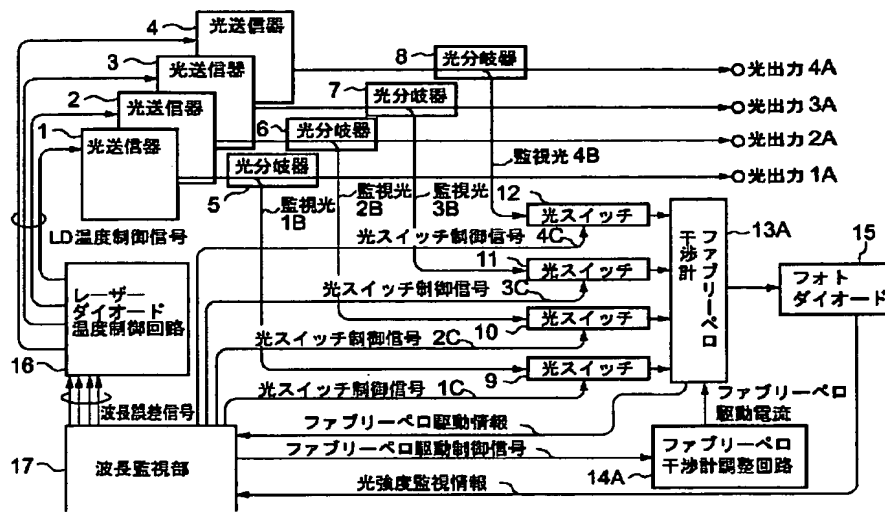 4
光送信器
3
光送信器
2
光送信器
1
光送信器
8
光分岐器
7
光分岐器
6
光分岐器
光分岐器
5
光出力 4A
光出力 3A
光出力 2A
光出力 1A
監視光 4B
監視光
3B
監視光
2B
監視光
1B
LD温度制御信号
12
光スイッチ
光スイッチ制御信号
4C
11
光スイッチ
光スイッチ制御信号
3C
10
光スイッチ
光スイッチ制御信号
2C
9
光スイッチ
光スイッチ制御信号
1C
ファブリーペロ
干渉計
13A
15
フォト
ダイオード
レーザー
ダイオード
温度制御回路
16
波長誤差信号
17
波長監視部
ファブリーペロ駆動情報
ファブリーペロ駆動制御信号
光強度監視情報
ファブリーペロ
駆動電流
ファブリーペロ
干渉計調整回路
14A